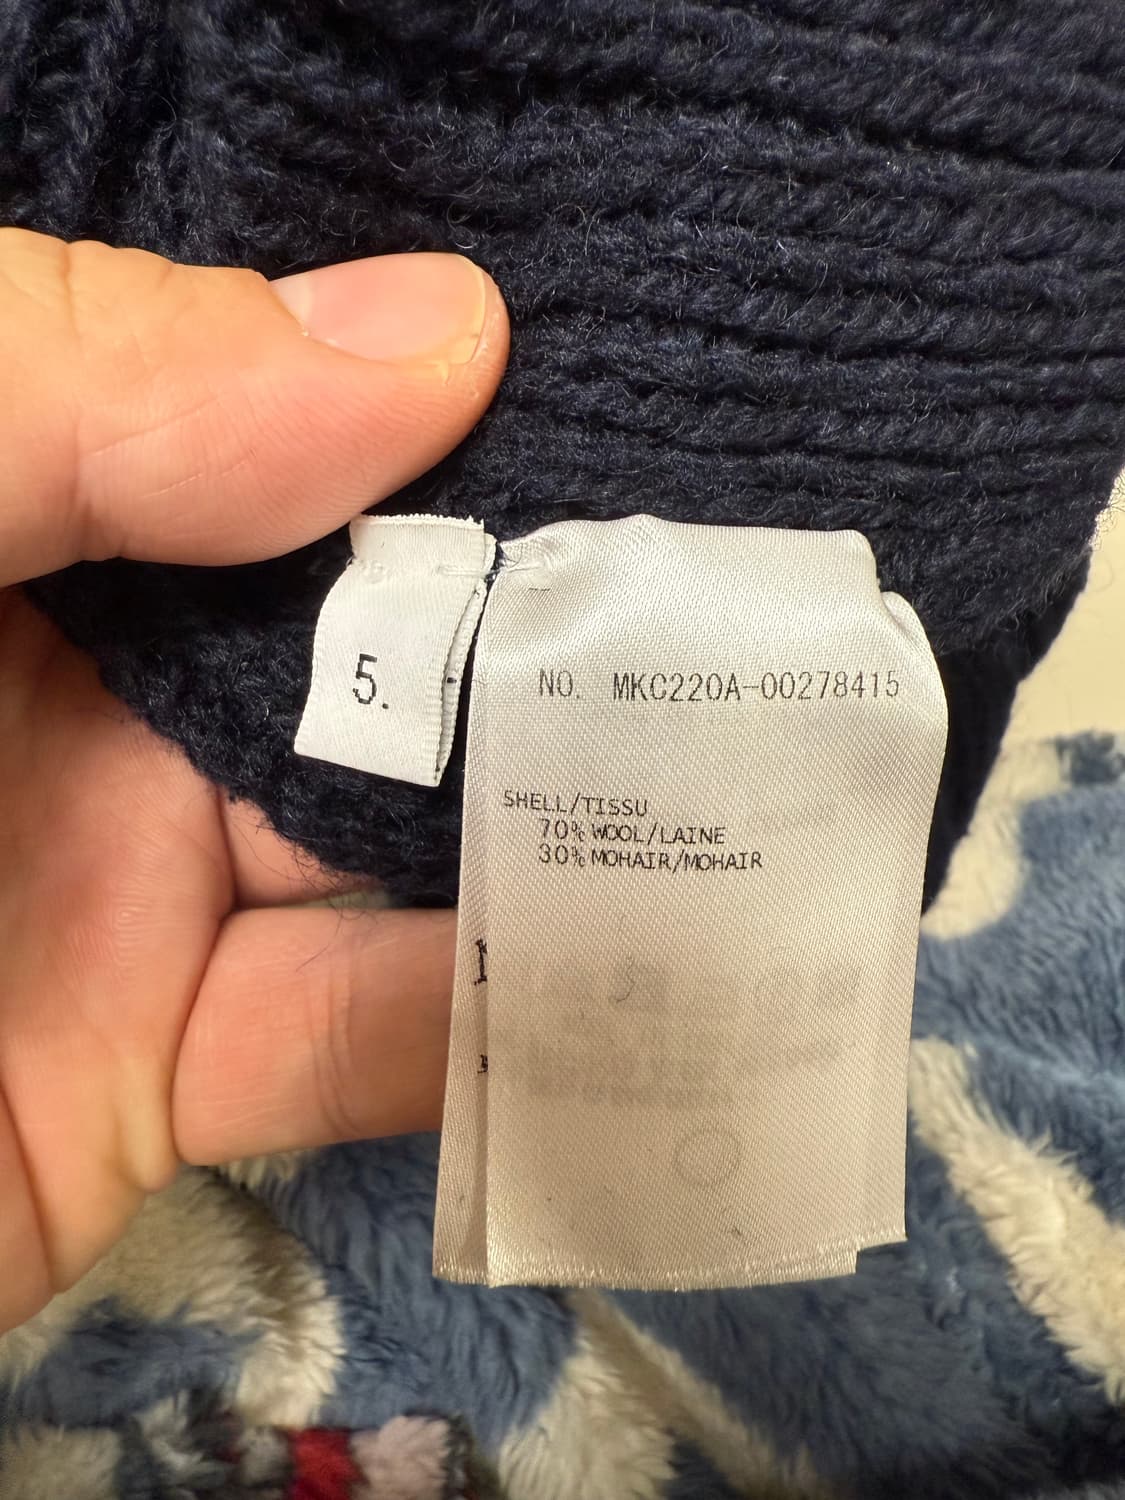 5.
NO. MKC220A-00278415
SHELL/TISSU
70% WOOL/LAINE
30% MOHAIR/MOHAIR